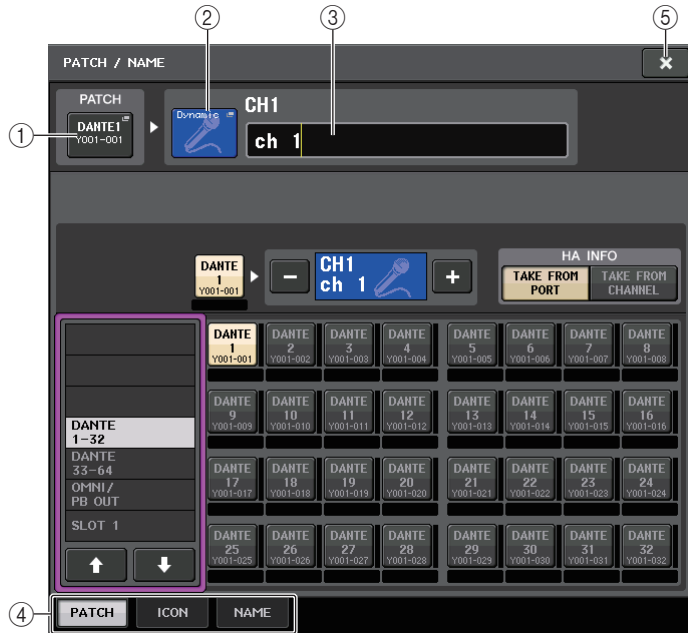 ② ③ ⑤
PATCH / NAME ×
PATCH
① DANTE1
Y001-001
Dynamic
CH1
ch 1
DANTE
1
Y001-001
−
CH1
ch 1
+
HA INFO
TAKE FROM
PORT
TAKE FROM
CHANNEL
DANTE
1-32
DANTE
33-64
OMNI/
PB OUT
SLOT 1
DANTE DANTE DANTE DANTE DANTE DANTE DANTE DANTE
1 2 3 4 5 6 7 8
Y001-001 Y001-002 Y001-003 Y001-004 Y001-005 Y001-006 Y001-007 Y001-008
DANTE DANTE DANTE DANTE DANTE DANTE DANTE DANTE
9 10 11 12 13 14 15 16
Y001-009 Y001-010 Y001-011 Y001-012 Y001-013 Y001-014 Y001-015 Y001-016
DANTE DANTE DANTE DANTE DANTE DANTE DANTE DANTE
17 18 19 20 21 22 23 24
Y001-017 Y001-018 Y001-019 Y001-020 Y001-021 Y001-022 Y001-023 Y001-024
DANTE DANTE DANTE DANTE DANTE DANTE DANTE DANTE
25 26 27 28 29 30 31 32
Y001-025 Y001-026 Y001-027 Y001-028 Y001-029 Y001-030 Y001-031 Y001-032
④ PATCH ICON NAME